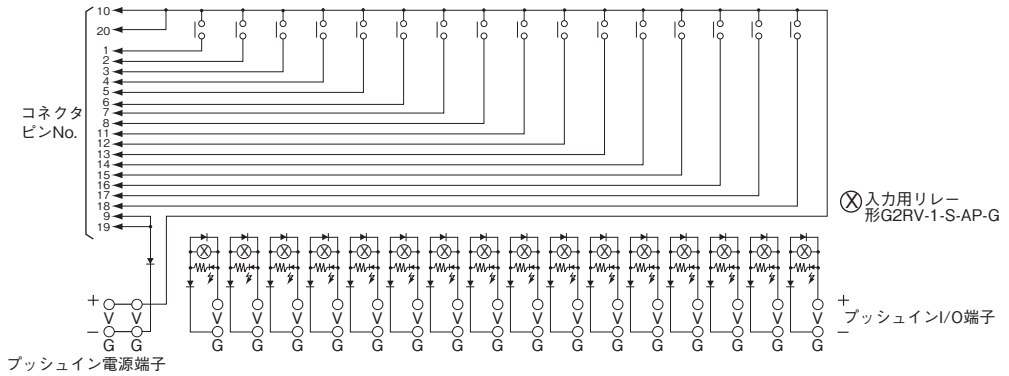 10
20
1
2
3
4
5
6
7
8
11
12
13
14
15
16
17
18
9
19
コネクタ
ピンNo.
X 入力用リレー
形G2RV-1-S-AP-G
X X X X X X X X X X X X X X X X
+ V V V V V V V V V V V V V V V V V V +
プッシュインI/O端子
− G G G G G G G G G G G G G G G G G G −
プッシュイン電源端子